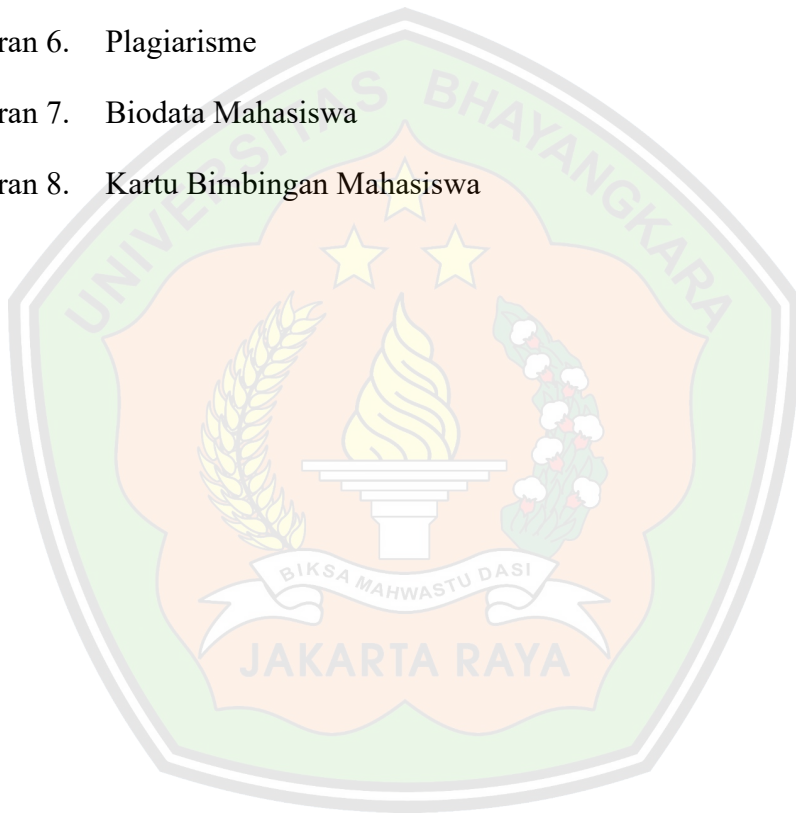 ran 6. Plagiarisme
ran 7. Biodata Mahasiswa
ran 8. Kartu Bimbingan Mahasiswa
UNIVERSITAS BHAYANGKARA
BIKSA MAHWASTU DASI
JAKARTA RAYA